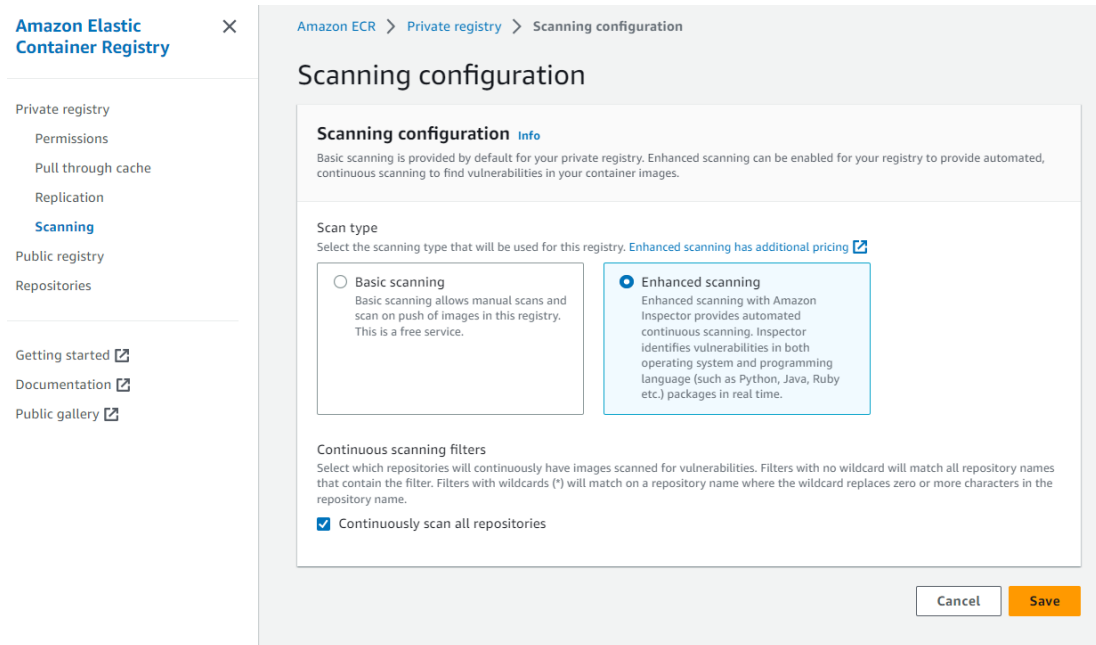 Amazon Elastic
Container Registry
Private registry
Permissions
Pull through cache
Replication
Scanning
Public registry
Repositories
Getting started
Documentation
Public gallery
Amazon ECR > Private registry > Scanning configuration
Scanning configuration
Scanning configuration Info
Basic scanning is provided by default for your private registry. Enhanced scanning can be enabled for your registry to provide automated,
continuous scanning to find vulnerabilities in your container images.
Scan type
Select the scanning type that will be used for this registry. Enhanced scanning has additional pricing
Basic scanning
Basic scanning allows manual scans and
scan on push of images in this registry.
This is a free service.
Enhanced scanning
Enhanced scanning with Amazon
Inspector provides automated
continuous scanning. Inspector
identifies vulnerabilities in both
operating system and programming
language (such as Python, Java, Ruby
etc.) packages in real time.
Continuous scanning filters
Select which repositories will continuously have images scanned for vulnerabilities. Filters with no wildcard will match all repository names
that contain the filter. Filters with wildcards (*) will match on a repository name where the wildcard replaces zero or more characters in the
repository name.
Continuously scan all repositories
Cancel
Save